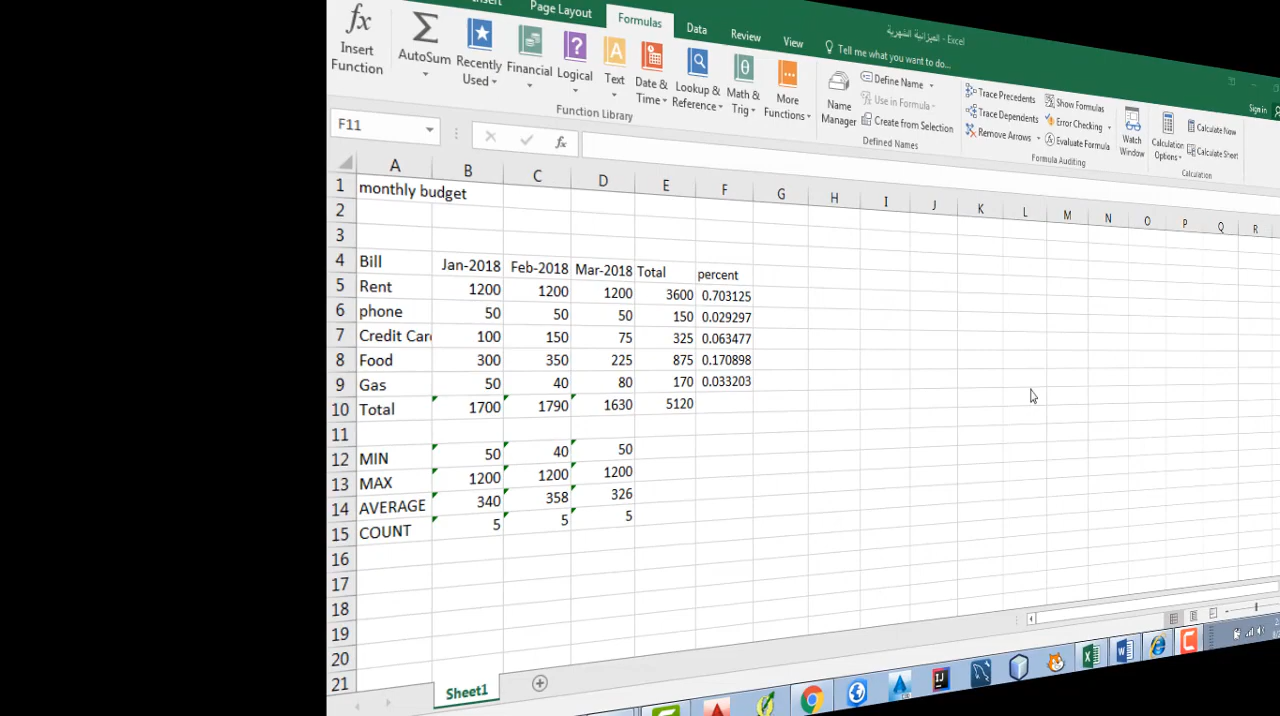 Insert
Page Layout
Formulas
Data
Review
View
Tell me what you want to do...
الميزانية الشهرية - Excel
Sign in
Insert Function
AutoSum
Recently Used
Financial
Logical
Text
Date & Time
Lookup & Reference
Math & Trig
More Functions
Function Library
Name Manager
Define Name
Use in Formula
Create from Selection
Defined Names
Trace Precedents
Trace Dependents
Remove Arrows
Show Formulas
Error Checking
Evaluate Formula
Formula Auditing
Watch Window
Calculation Options
Calculate Now
Calculate Sheet
Calculation
F11
fx
A B C D E F G H I J K L M N O P Q R
1 monthly budget
2
3
4 Bill Jan-2018 Feb-2018 Mar-2018 Total percent
5 Rent 1200 1200 1200 3600 0.703125
6 phone 50 50 50 150 0.029297
7 Credit Car 100 150 75 325 0.063477
8 Food 300 350 225 875 0.170898
9 Gas 50 40 80 170 0.033203
10 Total 1700 1790 1630 5120
11
12 MIN 50 40 50
13 MAX 1200 1200 1200
14 AVERAGE 340 358 326
15 COUNT 5 5 5
16
17
18
19
20
21
Sheet1